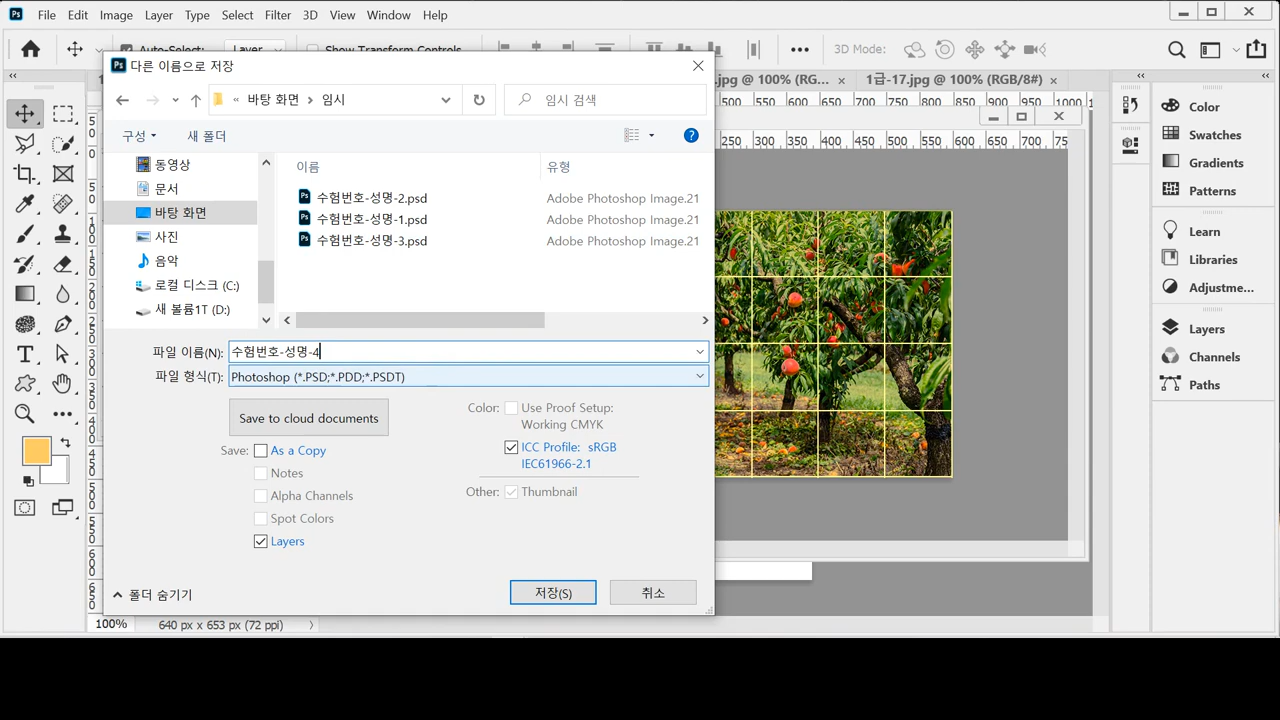 File Edit Image Layer Type Select Filter 3D View Window Help
Auto-Select: Layer Show Transform Controls 3D Mode:
.jpg @ 100% (RG... × 1급-17.jpg @ 100% (RGB/8#) ×
다른 이름으로 저장
« 바탕 화면 › 임시
임시 검색
구성 새 폴더
동영상
문서
바탕 화면
사진
음악
로컬 디스크 (C:)
새 볼륨1T (D:)
이름 유형
수험번호-성명-2.psd Adobe Photoshop Image.21
수험번호-성명-1.psd Adobe Photoshop Image.21
수험번호-성명-3.psd Adobe Photoshop Image.21
파일 이름(N): 수험번호-성명-4
파일 형식(T): Photoshop (*.PSD;*.PDD;*.PSDT)
Save to cloud documents
Save: As a Copy
Notes
Alpha Channels
Spot Colors
Layers
Color: Use Proof Setup:
Working CMYK
ICC Profile: sRGB
IEC61966-2.1
Other: Thumbnail
폴더 숨기기
저장(S) 취소
500 550 600 650 700 750 800 850 900 950 1000
250 300 350 400 450 500 550 600 650 700 75
Color
Swatches
Gradients
Patterns
Learn
Libraries
Adjustme...
Layers
Channels
Paths
100% 640 px x 653 px (72 ppi)